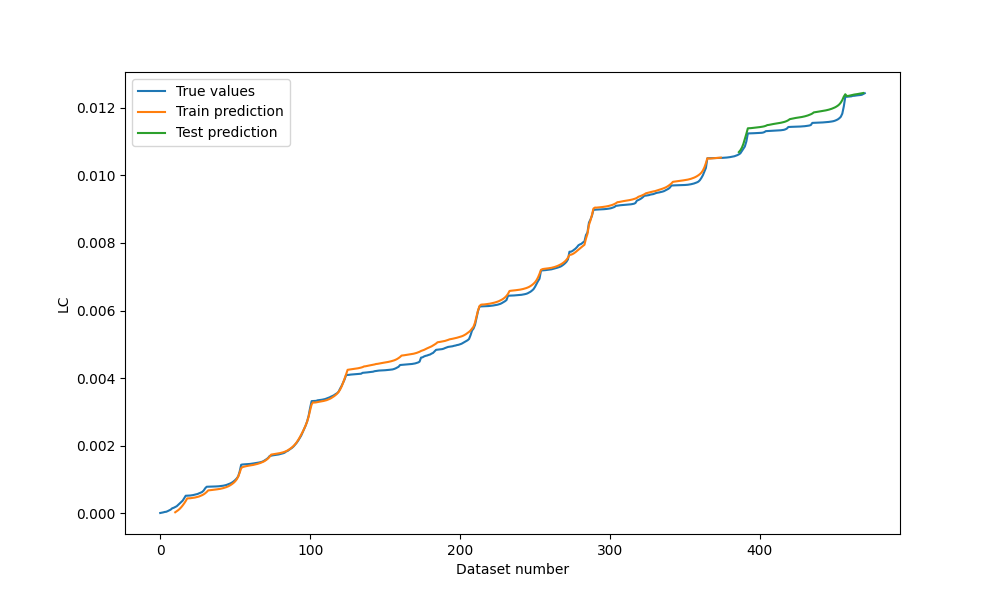 True values
Train prediction
Test prediction
0.012
0.010
0.008
0.006
0.004
0.002
0.000
LC
0
100
200
300
400
Dataset number